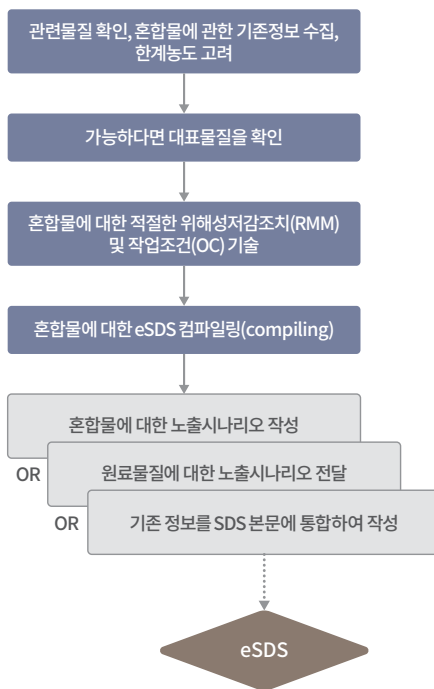 관련물질 확인, 혼합물에 관한 기존정보 수집,
한계농도 고려
가능하다면 대표물질을 확인
혼합물에 대한 적절한 위해성저감조치(RMM)
및 작업조건(OC) 기술
혼합물에 대한 eSDS 컴파일링(compiling)
혼합물에 대한 노출시나리오 작성
OR
원료물질에 대한 노출시나리오 전달
OR
기존 정보를 SDS 본문에 통합하여 작성
eSDS